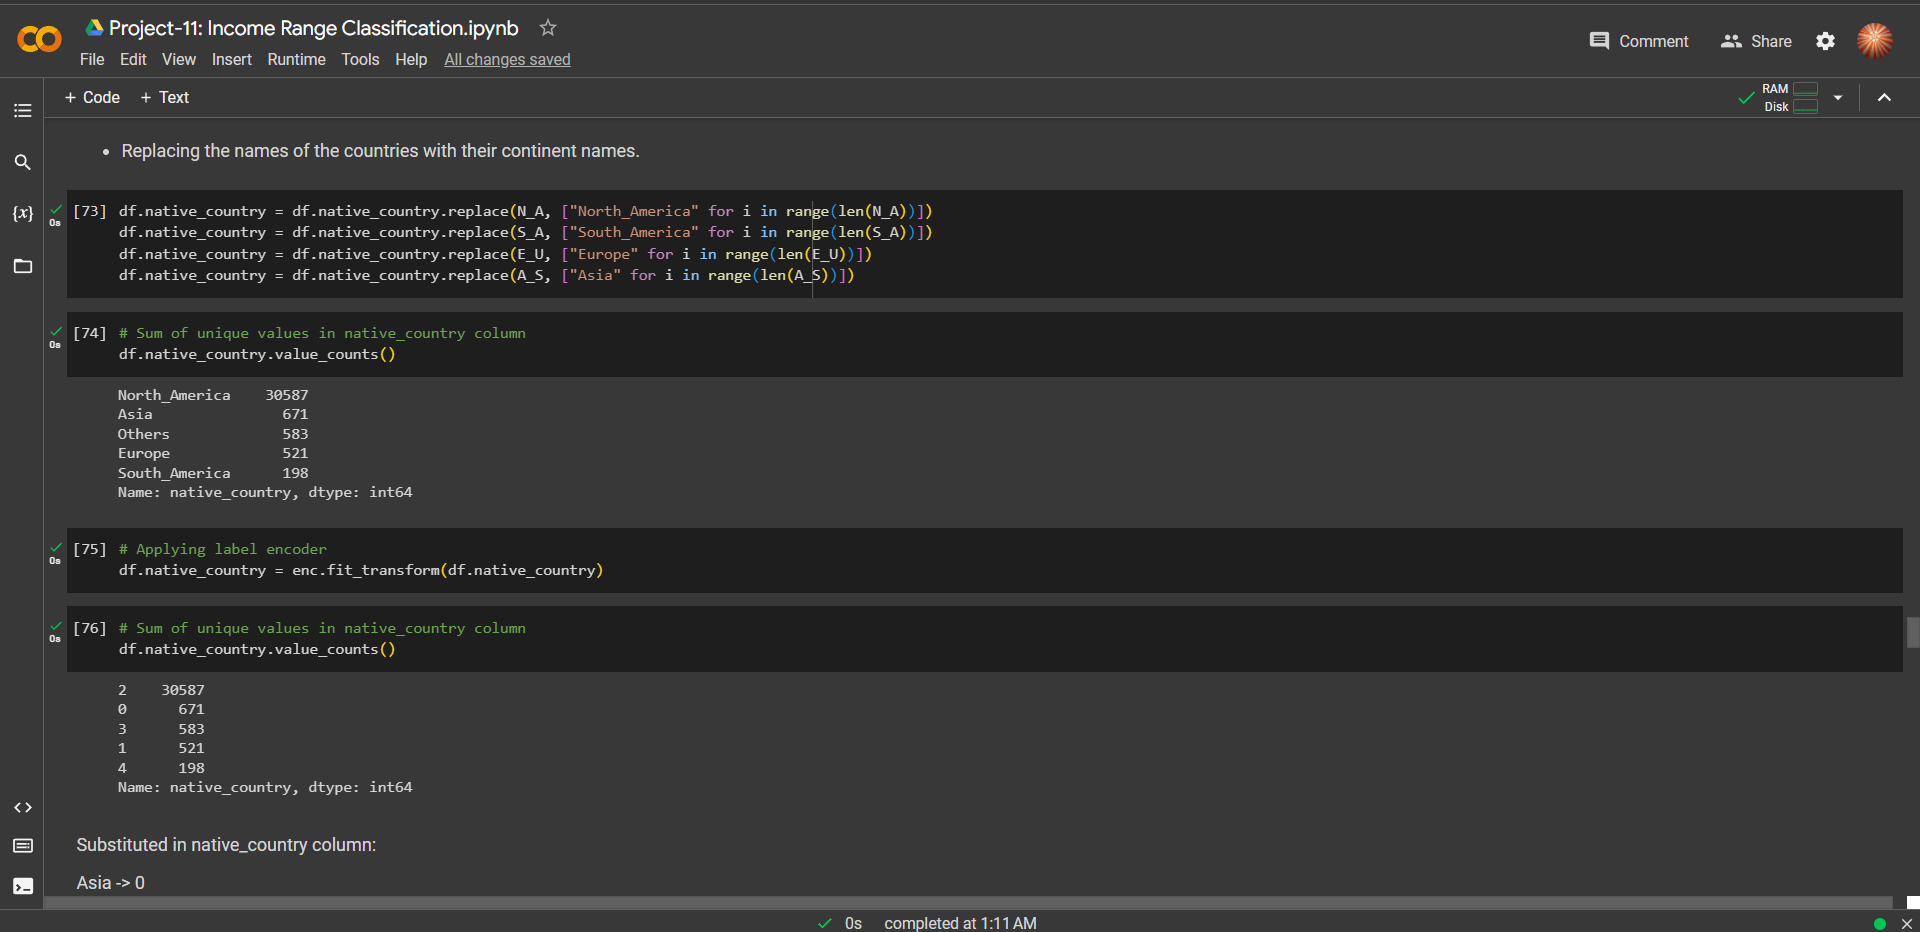 Project-11: Income Range Classification.ipynb
File Edit View Insert Runtime Tools Help All changes saved
Comment Share
+ Code + Text
RAM
Disk
• Replacing the names of the countries with their continent names.
{x}
0s
[73] df.native_country = df.native_country.replace(N_A, ["North_America" for i in range(len(N_A))])
df.native_country = df.native_country.replace(S_A, ["South_America" for i in range(len(S_A))])
df.native_country = df.native_country.replace(E_U, ["Europe" for i in range(len(E_U))])
df.native_country = df.native_country.replace(A_S, ["Asia" for i in range(len(A_S))])
0s
[74] # Sum of unique values in native_country column
df.native_country.value_counts()
North_America 30587
Asia 671
Others 583
Europe 521
South_America 198
Name: native_country, dtype: int64
0s
[75] # Applying label encoder
df.native_country = enc.fit_transform(df.native_country)
0s
[76] # Sum of unique values in native_country column
df.native_country.value_counts()
2 30587
0 671
3 583
1 521
4 198
Name: native_country, dtype: int64
Substituted in native_country column:
Asia -> 0
0s completed at 1:11 AM